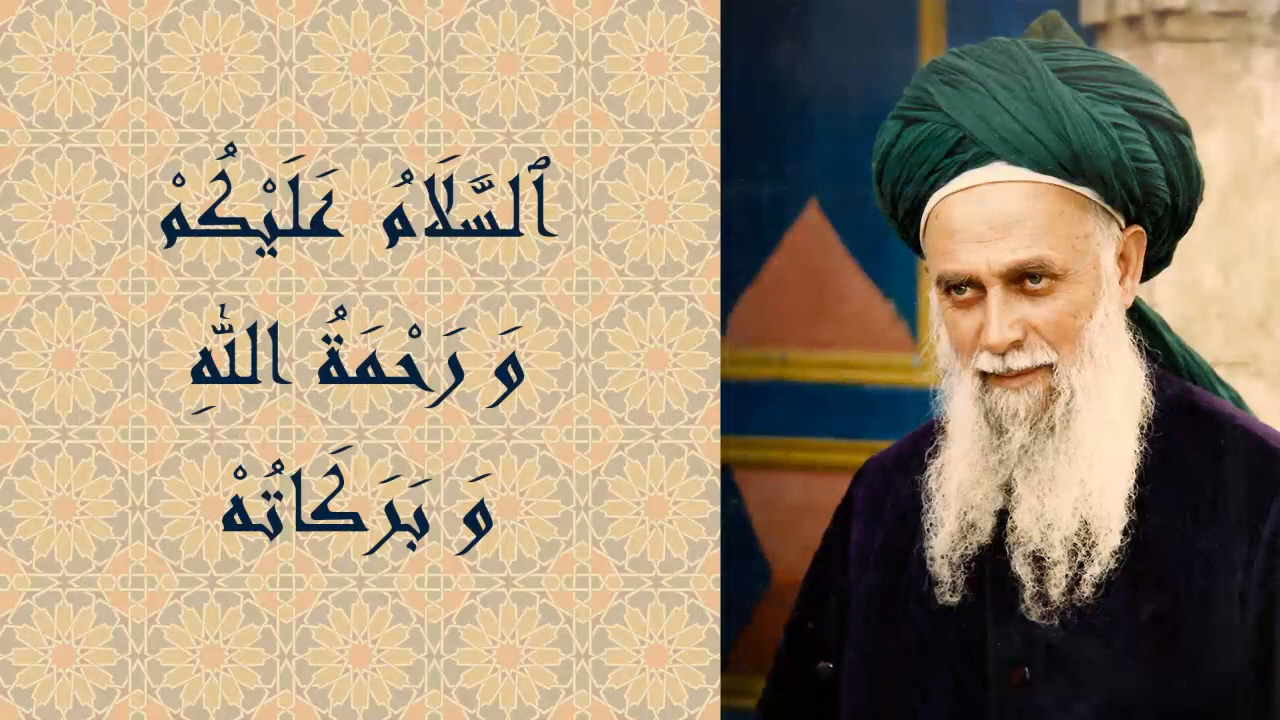 ٱلسَّلَامُ عَلَيْكُمْ
وَ رَحْمَةُ اللّٰهِ
وَ بَرَكَاتُهْ